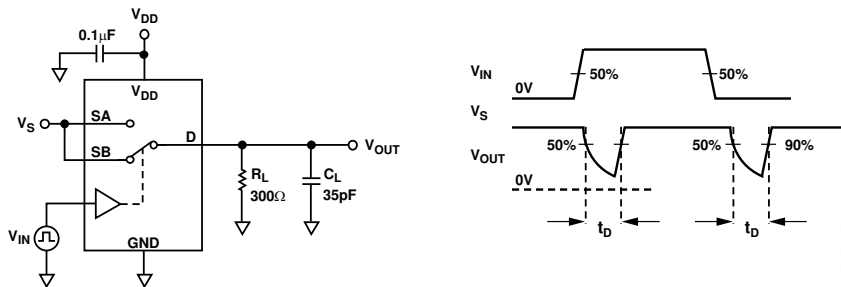 VDD
0.1μF
VDD
VS
SA
SB
D
VOUT
RL
300Ω
CL
35pF
VIN
GND
VIN
50%
50%
0V
VS
VOUT
50%
50%
50%
90%
0V
tD
tD